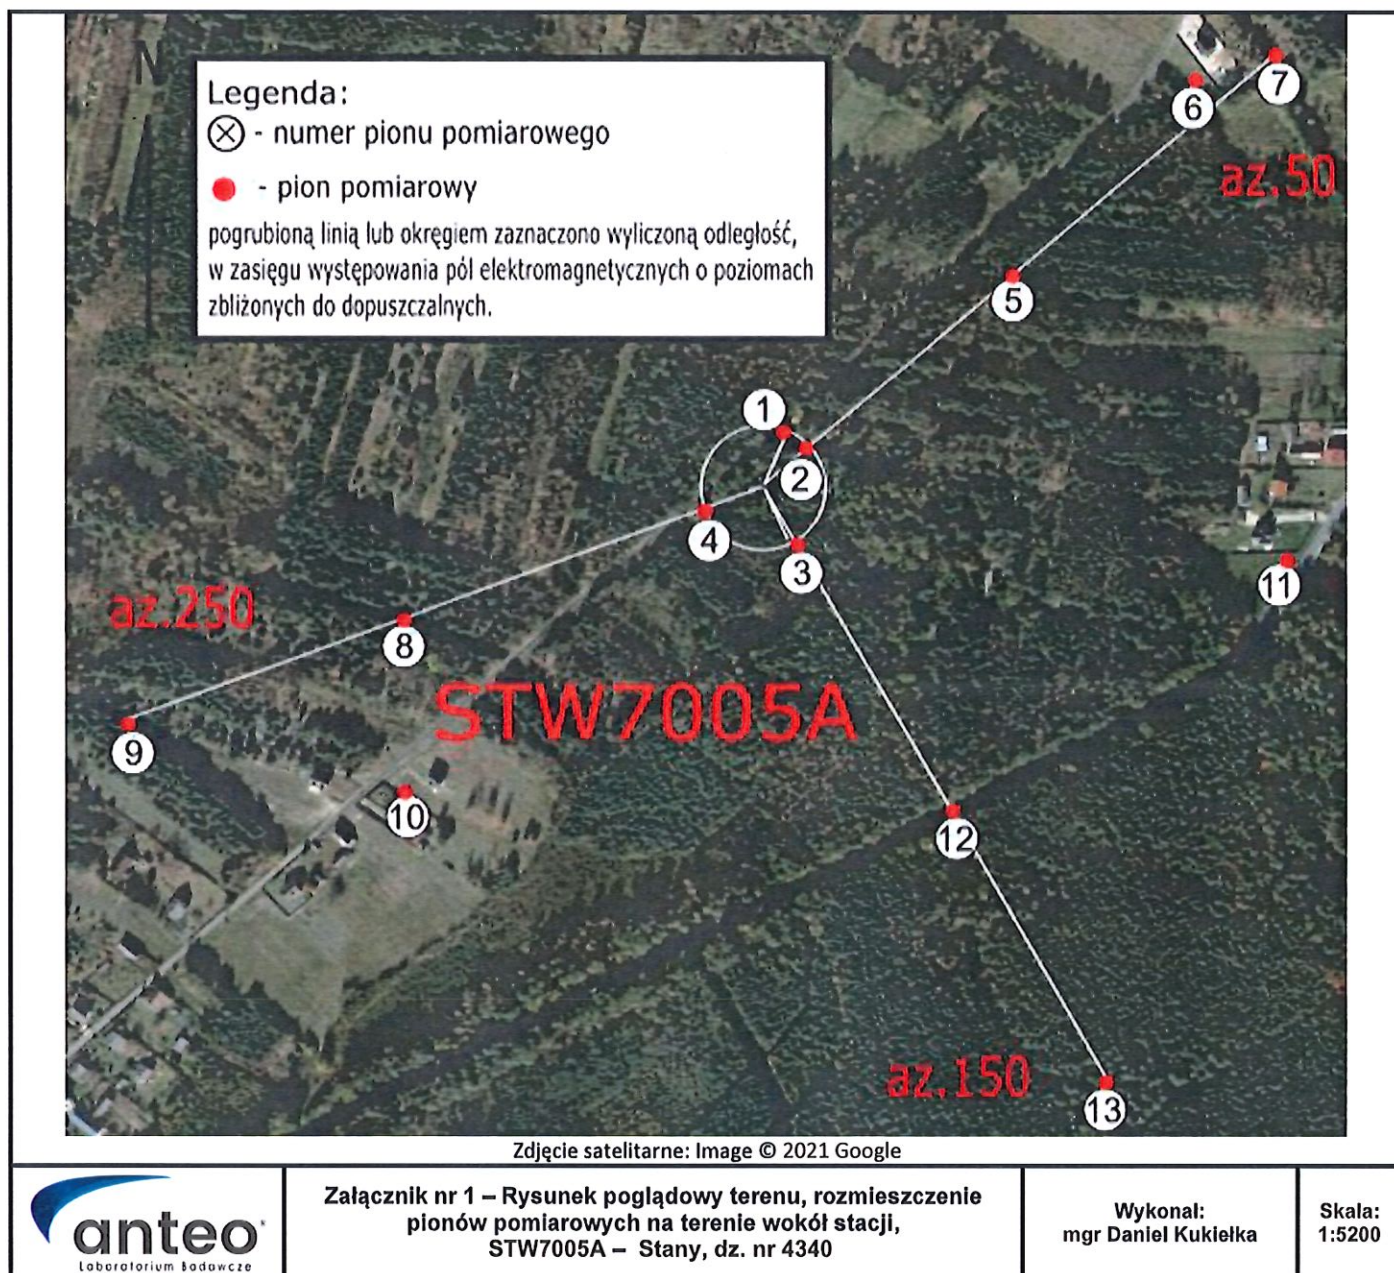 N
Legenda:
- numer pionu pomiarowego
- pion pomiarowy
pogrubioną linią lub okręgiem zaznaczono wyliczoną odległość,
w zasięgu występowania pól elektromagnetycznych o poziomach
zbliżonych do dopuszczalnych.
7
6
az.50
5
1
2
4
3
11
az.250
8
STW7005A
9
10
12
az.150
13
Zdjęcie satelitarne: Image © 2021 Google
anteo
Laboratorium Badawcze
Załącznik nr 1 – Rysunek poglądowy terenu, rozmieszczenie
pionów pomiarowych na terenie wokół stacji,
STW7005A – Stany, dz. nr 4340
Wykonał:
mgr Daniel Kukiełka
Skala:
1:5200